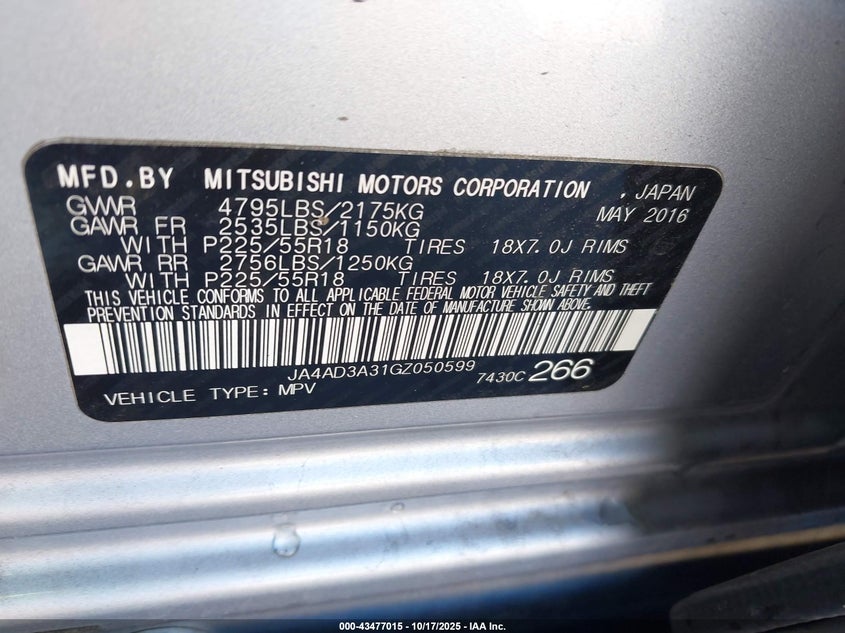 MFD.BY MITSUBISHI MOTORS CORPORATION , JAPAN
GVWR 4795LBS/2175KG MAY 2016
GAWR FR 2535LBS/1150KG
WITH P225/55R18 TIRES 18X7.0J RIMS
GAWR RR 2756LBS/1250KG
WITH P225/55R18 TIRES 18X7.0J RIMS
THIS VEHICLE CONFORMS TO ALL APPLICABLE FEDERAL MOTOR VEHICLE SAFETY AND THEFT
PREVENTION STANDARDS IN EFFECT ON THE DATE OF MANUFACTURE SHOWN ABOVE.
JA4AD3A31GZ050599
VEHICLE TYPE: MPV 7430C 266
000-43477015 - 10/17/2025 - IAA Inc.